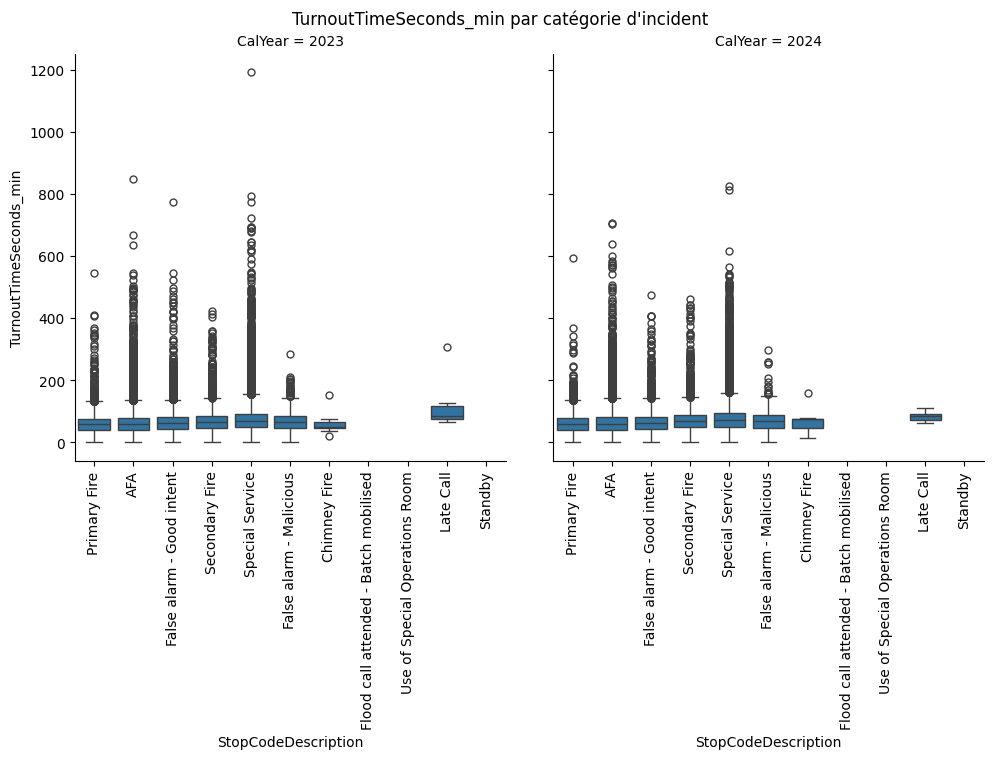 TurnoutTimeSeconds_min par catégorie d'incident
CalYear = 2023
CalYear = 2024
TurnoutTimeSeconds_min
1200
1000
800
600
400
200
0
Primary Fire
AFA
False alarm - Good intent
Secondary Fire
Special Service
False alarm - Malicious
Chimney Fire
Flood call attended - Batch mobilised
Use of Special Operations Room
Late Call
Standby
StopCodeDescription
Primary Fire
AFA
False alarm - Good intent
Secondary Fire
Special Service
False alarm - Malicious
Chimney Fire
Flood call attended - Batch mobilised
Use of Special Operations Room
Late Call
Standby
StopCodeDescription